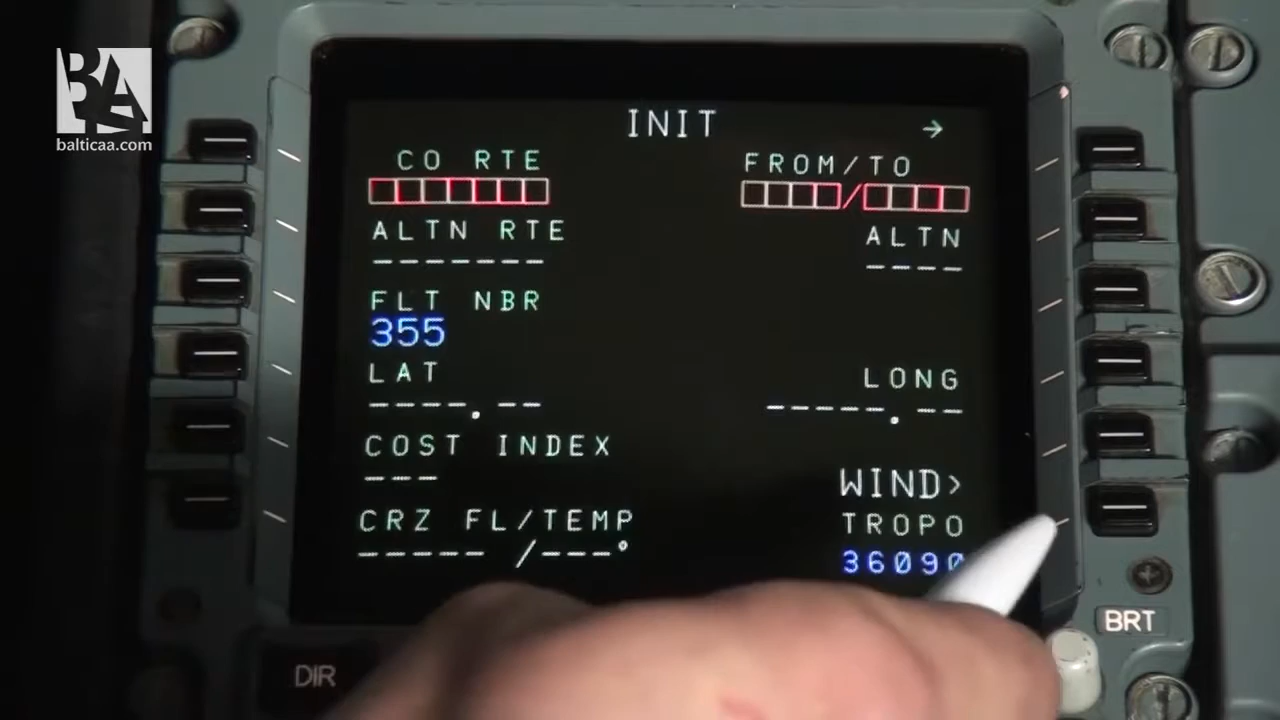 BA
balticaa.com
INIT →
CO RTE FROM/TO
/
ALTN RTE ALTN
------- ----
FLT NBR
355
LAT LONG
----.-- -----.--
COST INDEX
---
WIND>
CRZ FL/TEMP TROPO
----- /---° 36090
BRT
DIR